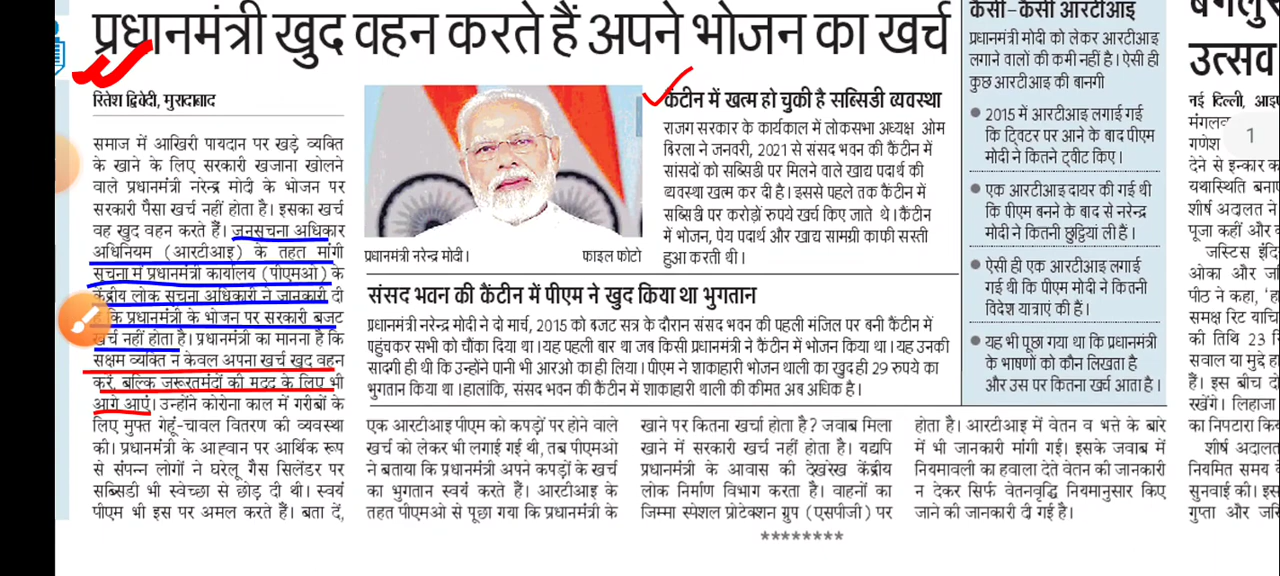 प्रधानमंत्री खुद वहन करते हैं अपने भोजन का खर्च
रितेश द्विवेदी, मुरादाबाद
समाज में आखिरी पायदान पर खड़े व्यक्ति
के खाने के लिए सरकारी खजाना खोलने
वाले प्रधानमंत्री नरेन्द्र मोदी के भोजन पर
सरकारी पैसा खर्च नहीं होता है। इसका खर्च
वह खुद वहन करते हैं। जनसूचना अधिकार
अधिनियम (आरटीआइ) के तहत मांगी
सूचना में प्रधानमंत्री कार्यालय (पीएमओ) के
केंद्रीय लोक सूचना अधिकारी ने जानकारी दी
कि प्रधानमंत्री के भोजन पर सरकारी बजट
खर्च नहीं होता है। प्रधानमंत्री का मानना है कि
सक्षम व्यक्ति न केवल अपना खर्च खुद वहन
करें, बल्कि जरूरतमंदों की मदद के लिए भी
आगे आएं। उन्होंने कोरोना काल में गरीबों के
लिए मुफ्त गेहूं-चावल वितरण की व्यवस्था
की। प्रधानमंत्री के आह्वान पर आर्थिक रूप
से संपन्न लोगों ने घरेलू गैस सिलेंडर पर
सब्सिडी भी स्वेच्छा से छोड़ दी थी। स्वयं
पीएम भी इस पर अमल करते हैं। बता दें,
प्रधानमंत्री नरेन्द्र मोदी। फाइल फोटो
कैंटीन में खत्म हो चुकी है सब्सिडी व्यवस्था
राजग सरकार के कार्यकाल में लोकसभा अध्यक्ष ओम
बिरला ने जनवरी, 2021 से संसद भवन की कैंटीन में
सांसदों को सब्सिडी पर मिलने वाले खाद्य पदार्थ की
व्यवस्था खत्म कर दी है। इससे पहले तक कैंटीन में
सब्सिडी पर करोड़ों रुपये खर्च किए जाते थे। कैंटीन
में भोजन, पेय पदार्थ और खाद्य सामग्री काफी सस्ती
हुआ करती थी।
संसद भवन की कैंटीन में पीएम ने खुद किया था भुगतान
प्रधानमंत्री नरेन्द्र मोदी ने दो मार्च, 2015 को बजट सत्र के दौरान संसद भवन की पहली मंजिल पर बनी कैंटीन में
पहुंचकर सभी को चौंका दिया था। यह पहली बार था जब किसी प्रधानमंत्री ने कैंटीन में भोजन किया था। यह उनकी
सादगी ही थी कि उन्होंने पानी भी आरओ का ही लिया। पीएम ने शाकाहारी भोजन थाली का खुद ही 29 रुपये का
भुगतान किया था। हालांकि, संसद भवन की कैंटीन में शाकाहारी थाली की कीमत अब अधिक है।
एक आरटीआइ पीएम को कपड़ों पर होने वाले
खर्च को लेकर भी लगाई गई थी, तब पीएमओ
ने बताया कि प्रधानमंत्री अपने कपड़ों के खर्च
का भुगतान स्वयं करते हैं। आरटीआइ के
तहत पीएमओ से पूछा गया कि प्रधानमंत्री के
खाने पर कितना खर्चा होता है? जवाब मिला
खाने में सरकारी खर्च नहीं होता है। यद्यपि
प्रधानमंत्री के आवास की देखरेख केंद्रीय
लोक निर्माण विभाग करता है। वाहनों का
जिम्मा स्पेशल प्रोटेक्शन ग्रुप (एसपीजी) पर
होता है। आरटीआइ में वेतन व भत्ते के बारे
में भी जानकारी मांगी गई। इसके जवाब में
नियमावली का हवाला देते वेतन की जानकारी
न देकर सिर्फ वेतनवृद्धि नियमानुसार किए
जाने की जानकारी दी गई है।
********
कैसी-कैसी आरटीआइ
प्रधानमंत्री मोदी को लेकर आरटीआइ
लगाने वालों की कमी नहीं है। ऐसी ही
कुछ आरटीआइ की बानगी
● 2015 में आरटीआइ लगाई गई
कि ट्विटर पर आने के बाद पीएम
मोदी ने कितने ट्वीट किए।
● एक आरटीआइ दायर की गई थी
कि पीएम बनने के बाद से नरेन्द्र
मोदी ने कितनी छुट्टियां ली हैं।
● ऐसी ही एक आरटीआइ लगाई
गई थी कि पीएम मोदी ने कितनी
विदेश यात्राएं की हैं।
● यह भी पूछा गया था कि प्रधानमंत्री
के भाषणों को कौन लिखता है
और उस पर कितना खर्च आता है।
उत्सव
नई दिल्ली,
1
गणेश
देने से इन्कार
यथास्थिति
शीर्ष अदालत ने
पूजा कहीं और
जस्टिस
ओका और
पीठ ने कहा,
समक्ष रिट
की तिथि 23
सवाल या मुद्दे
हैं। इस बीच
रखेंगे। लिहाजा
का निपटारा
शीर्ष अदालत
नियमित समय
सुनवाई की।
गुप्ता और